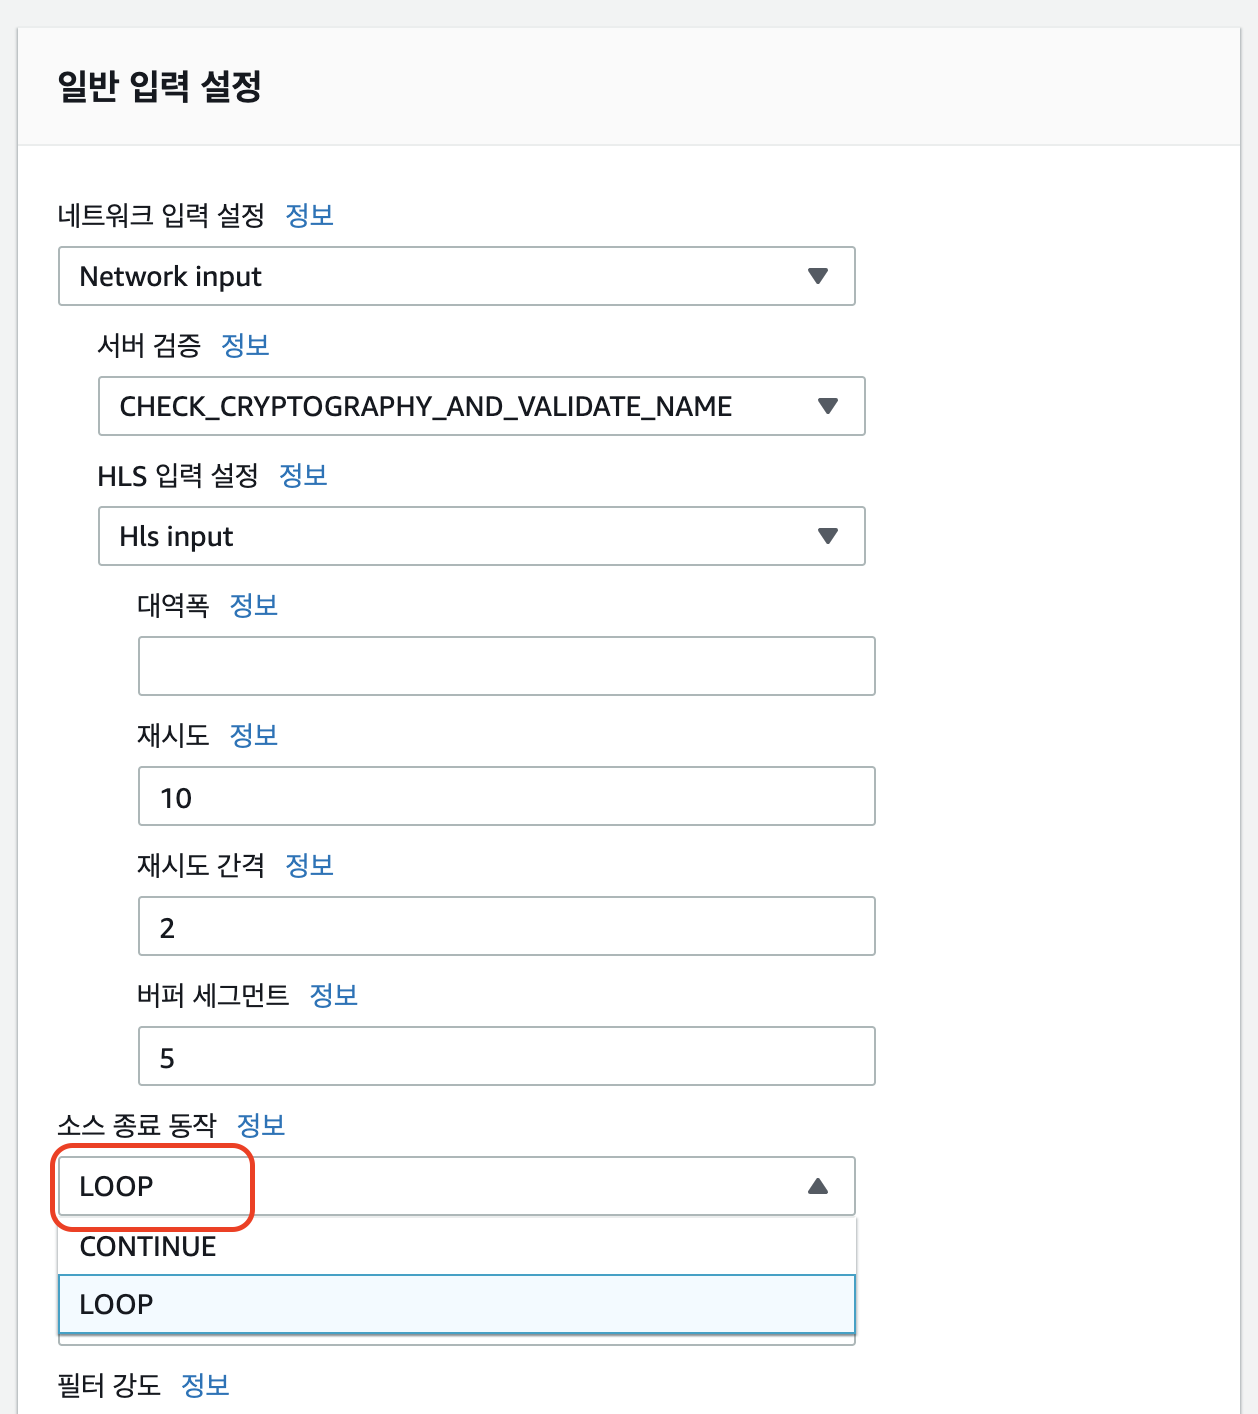 일반 입력 설정
네트워크 입력 설정 정보
Network input
서버 검증 정보
CHECK_CRYPTOGRAPHY_AND_VALIDATE_NAME
HLS 입력 설정 정보
Hls input
대역폭 정보
재시도 정보
10
재시도 간격 정보
2
버퍼 세그먼트 정보
5
소스 종료 동작 정보
LOOP
CONTINUE
LOOP
필터 강도 정보